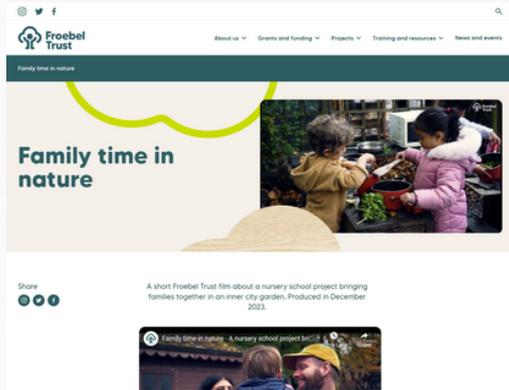 Froebel
Trust
About us
Grants and funding
Projects
Training and resources
News and events
Family time in nature
Froebel
Trust
Family time in
nature
Share
A short Froebel Trust film about a nursery school project bringing
families together in an inner city garden. Produced in December
2023.
Family time in nature - A nursery school project bri...
Share